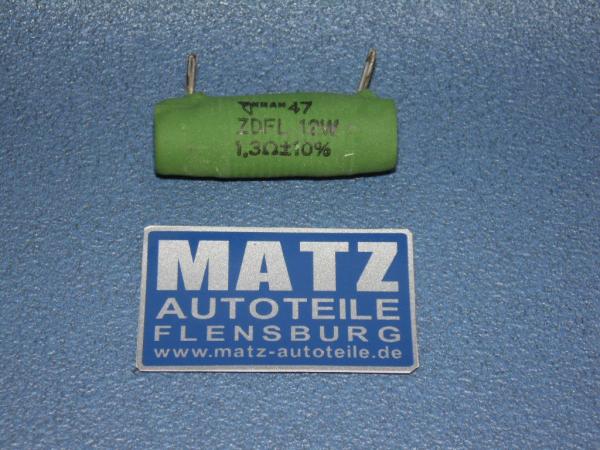 47
ZDFL 12W
1,3Ω±10%
MATZ
AUTOTEILE
FLENSBURG
www.matz-autoteile.de